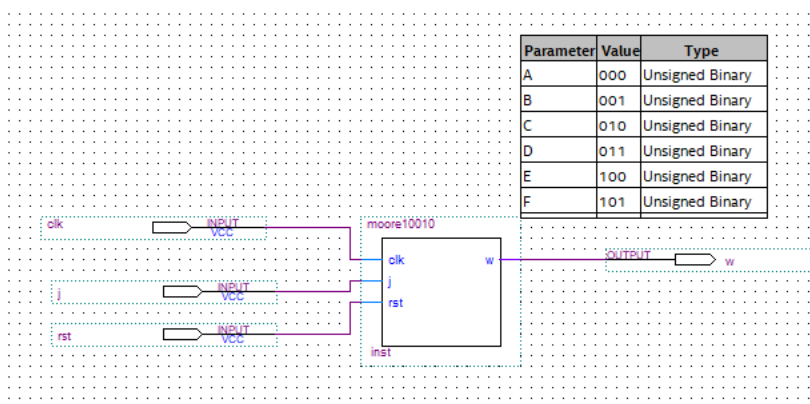 Parameter Value Type
A 000 Unsigned Binary
B 001 Unsigned Binary
C 010 Unsigned Binary
D 011 Unsigned Binary
E 100 Unsigned Binary
F 101 Unsigned Binary
clk INPUT
VCC
moore10010
clk w
OUTPUT w
j INPUT
VCC
j
rst
rst INPUT
VCC
inst